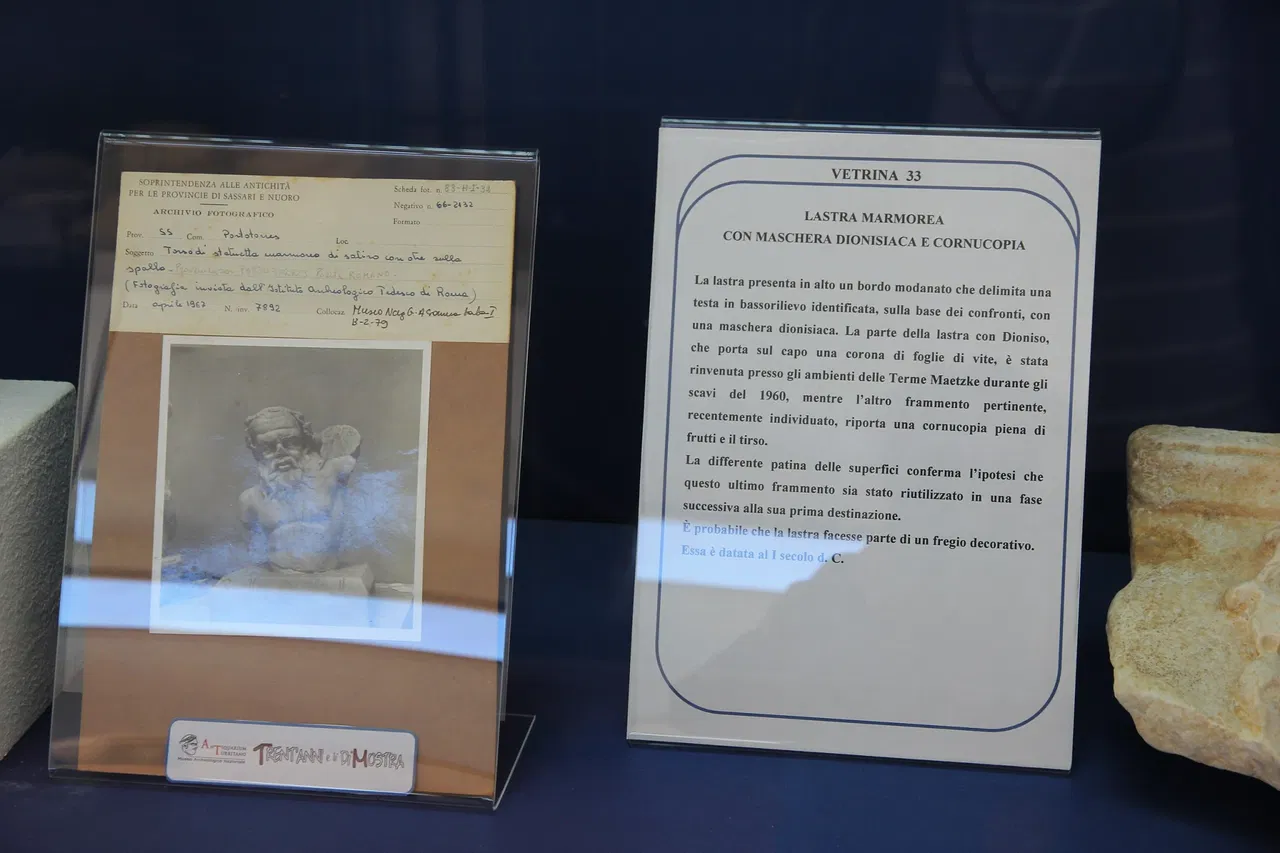 SOPRINTENDENZA ALLE ANTICHITÀ
PER LE PROVINCIE DI SASSARI E NUORO
ARCHIVIO FOTOGRAFICO
Scheda fot. n.
Negativo n. 66-2132
Formato
Prov. SS Com. Portotorres Loc.
Soggetto Torso di statuetta marmorea di satiro con otre sulla
spalla -
(Fotografia inviata dall'Istituto Archeologico Tedesco di Roma)
Data aprile 1967 N. inv. 7892 Collocaz. Museo Naz. G. A. Sanna
B-2-79
ANTIQUARIUM
TURRITANO
TRENT'ANNI DI MOSTRA
VETRINA 33
LASTRA MARMOREA
CON MASCHERA DIONISIACA E CORNUCOPIA
La lastra presenta in alto un bordo modanato che delimita una
testa in bassorilievo identificata, sulla base dei confronti, con
una maschera dionisiaca. La parte della lastra con Dioniso,
che porta sul capo una corona di foglie di vite, è stata
rinvenuta presso gli ambienti delle Terme Maetzke durante gli
scavi del 1960, mentre l'altro frammento pertinente,
recentemente individuato, riporta una cornucopia piena di
frutti e il tirso.
La differente patina delle superfici conferma l'ipotesi che
questo ultimo frammento sia stato riutilizzato in una fase
successiva alla sua prima destinazione.
È probabile che la lastra facesse parte di un fregio decorativo.
Essa è datata al I secolo d. C.